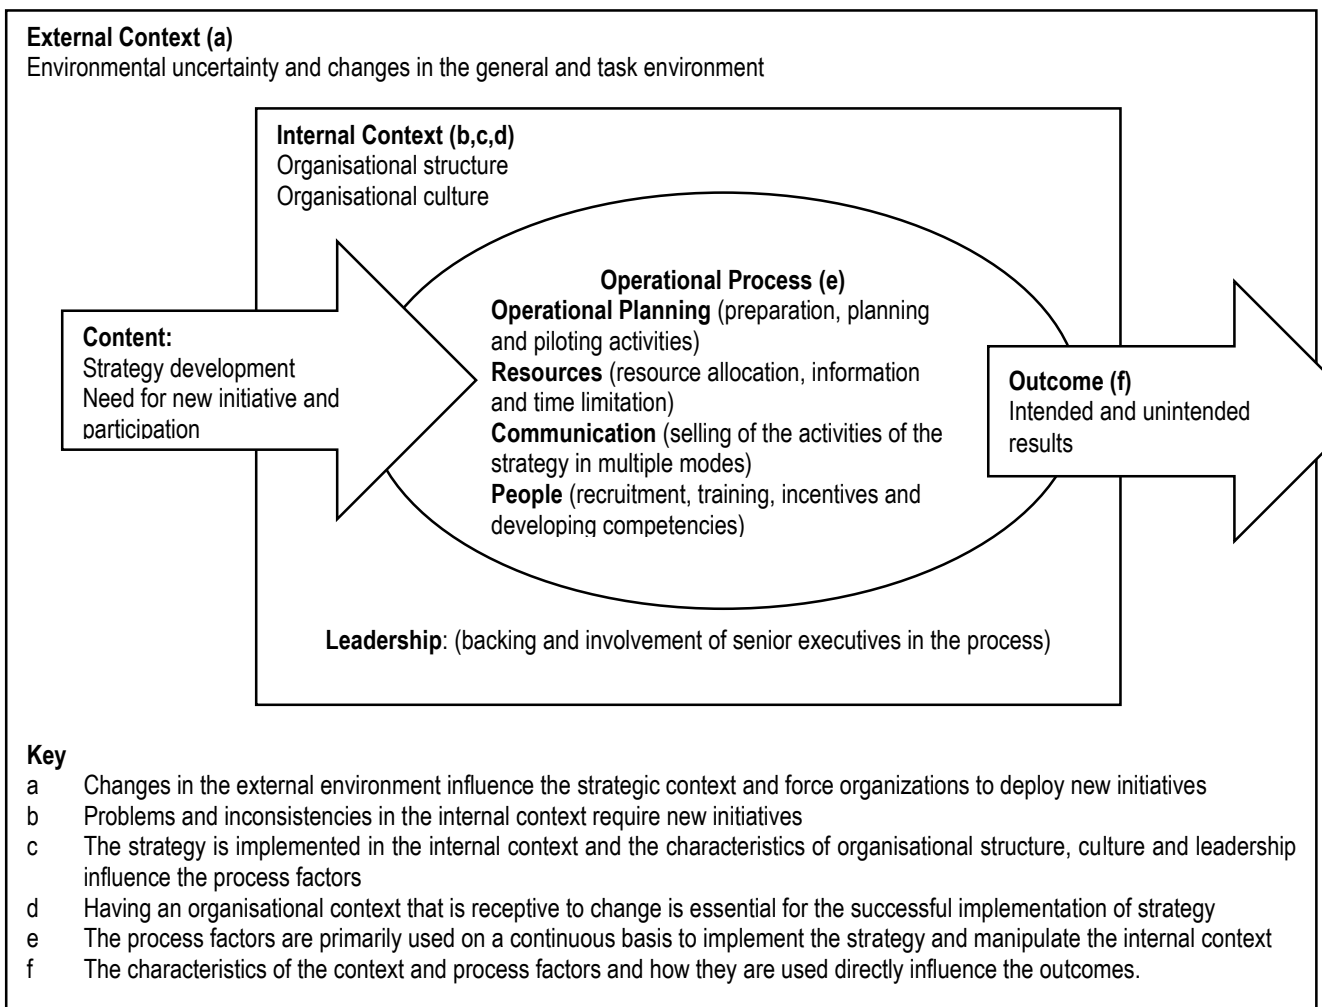 External Context (a)
Environmental uncertainty and changes in the general and task environment
Internal Context (b,c,d)
Organisational structure
Organisational culture
Content:
Strategy development
Need for new initiative and
participation
Operational Process (e)
Operational Planning (preparation, planning
and piloting activities)
Resources (resource allocation, information
and time limitation)
Communication (selling of the activities of the
strategy in multiple modes)
People (recruitment, training, incentives and
developing competencies)
Outcome (f)
Intended and unintended
results
Leadership: (backing and involvement of senior executives in the process)
Key
a Changes in the external environment influence the strategic context and force organizations to deploy new initiatives
b Problems and inconsistencies in the internal context require new initiatives
c The strategy is implemented in the internal context and the characteristics of organisational structure, culture and leadership
influence the process factors
d Having an organisational context that is receptive to change is essential for the successful implementation of strategy
e The process factors are primarily used on a continuous basis to implement the strategy and manipulate the internal context
f The characteristics of the context and process factors and how they are used directly influence the outcomes.